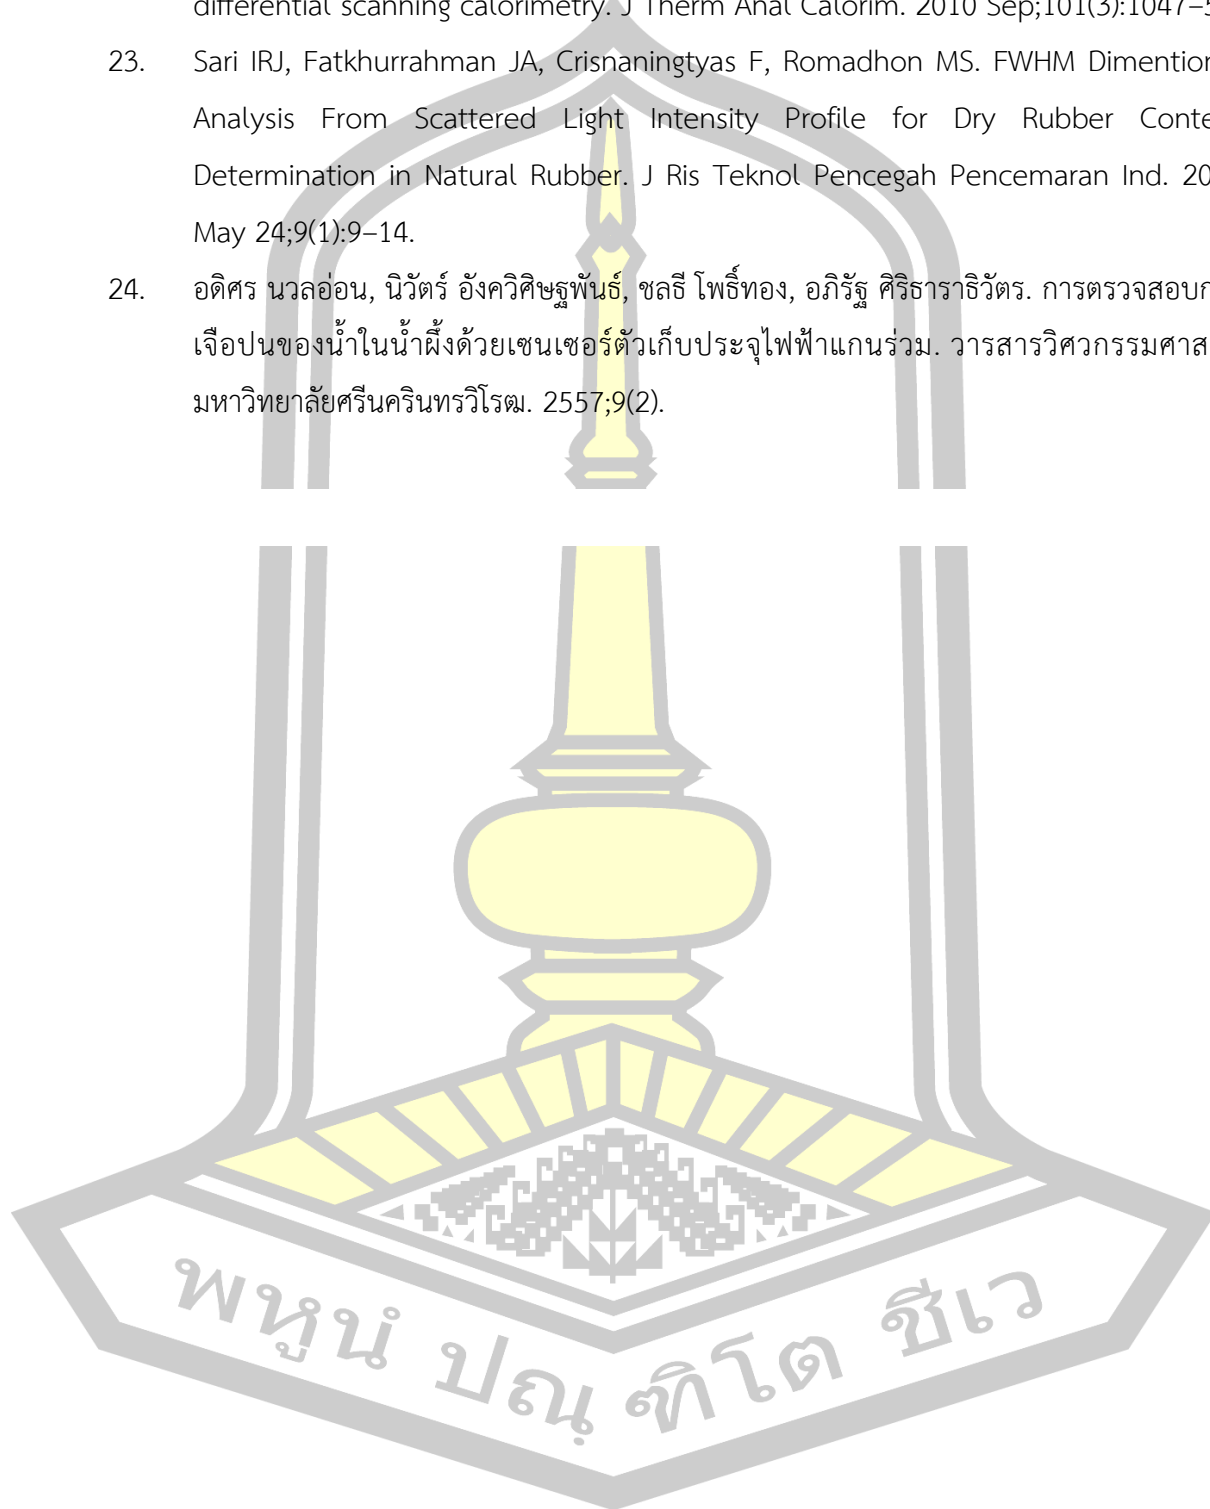 differential scanning calorimetry. J Therm Anal Calorim. 2010 Sep;101(3):1047–5
23. Sari IRJ, Fatkhurrahman JA, Crisnaningtyas F, Romadhon MS. FWHM Dimention
Analysis From Scattered Light Intensity Profile for Dry Rubber Conte
Determination in Natural Rubber. J Ris Teknol Pencegah Pencemaran Ind. 20
May 24;9(1):9–14.
24. อดิศร นวลอ่อน, นิวัตร์ อังควิศิษฐพันธ์, ชลธี โพธิ์ทอง, อภิรัฐ ศิริธาราธิวัตร. การตรวจสอบก
เจือปนของน้ำในน้ำผึ้งด้วยเซนเซอร์ตัวเก็บประจุไฟฟ้าแกนร่วม. วารสารวิศวกรรมศาส
มหาวิทยาลัยศรีนครินทรวิโรฒ. 2557;9(2).
พหูนํ ปณฺ ฑิโต ชีเว